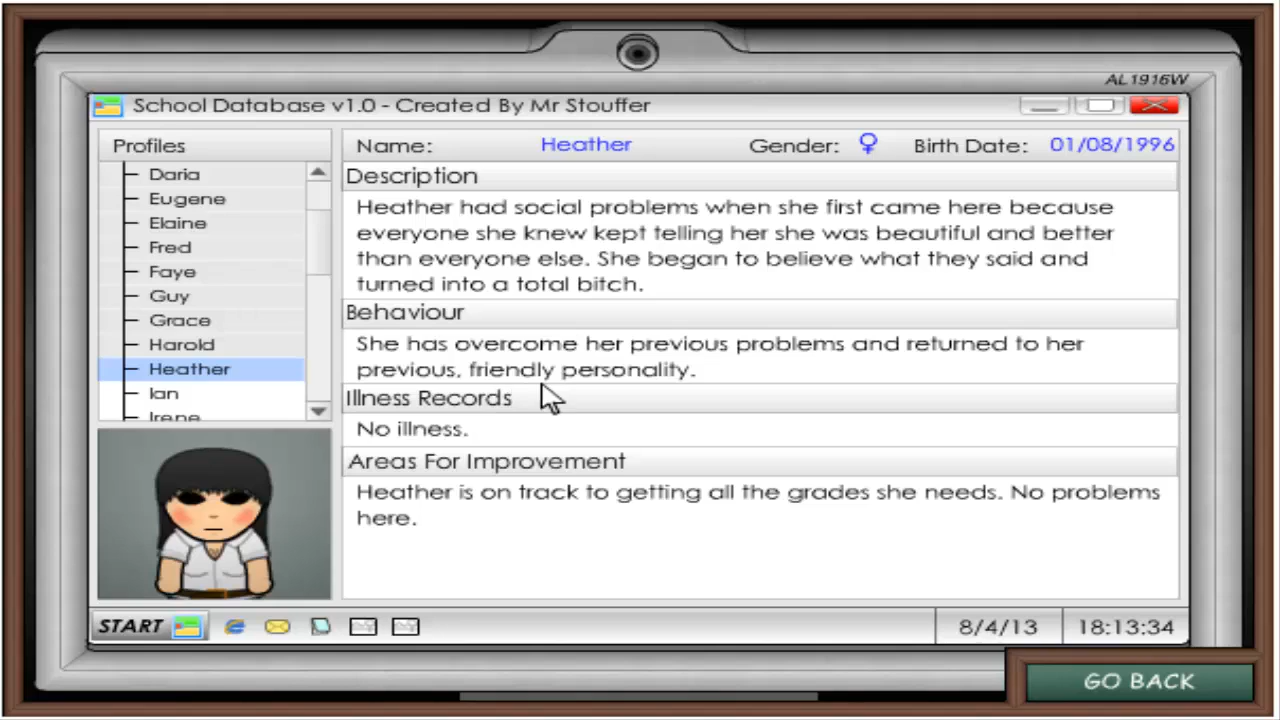 AL1916W
School Database v1.0 - Created By Mr Stouffer
Profiles
Daria
Eugene
Elaine
Fred
Faye
Guy
Grace
Harold
Heather
Ian
Irene
Name: Heather Gender: ♀ Birth Date: 01/08/1996
Description
Heather had social problems when she first came here because
everyone she knew kept telling her she was beautiful and better
than everyone else. She began to believe what they said and
turned into a total bitch.
Behaviour
She has overcome her previous problems and returned to her
previous, friendly personality.
Illness Records
No illness.
Areas For Improvement
Heather is on track to getting all the grades she needs. No problems
here.
START
8/4/13
18:13:34
GO BACK